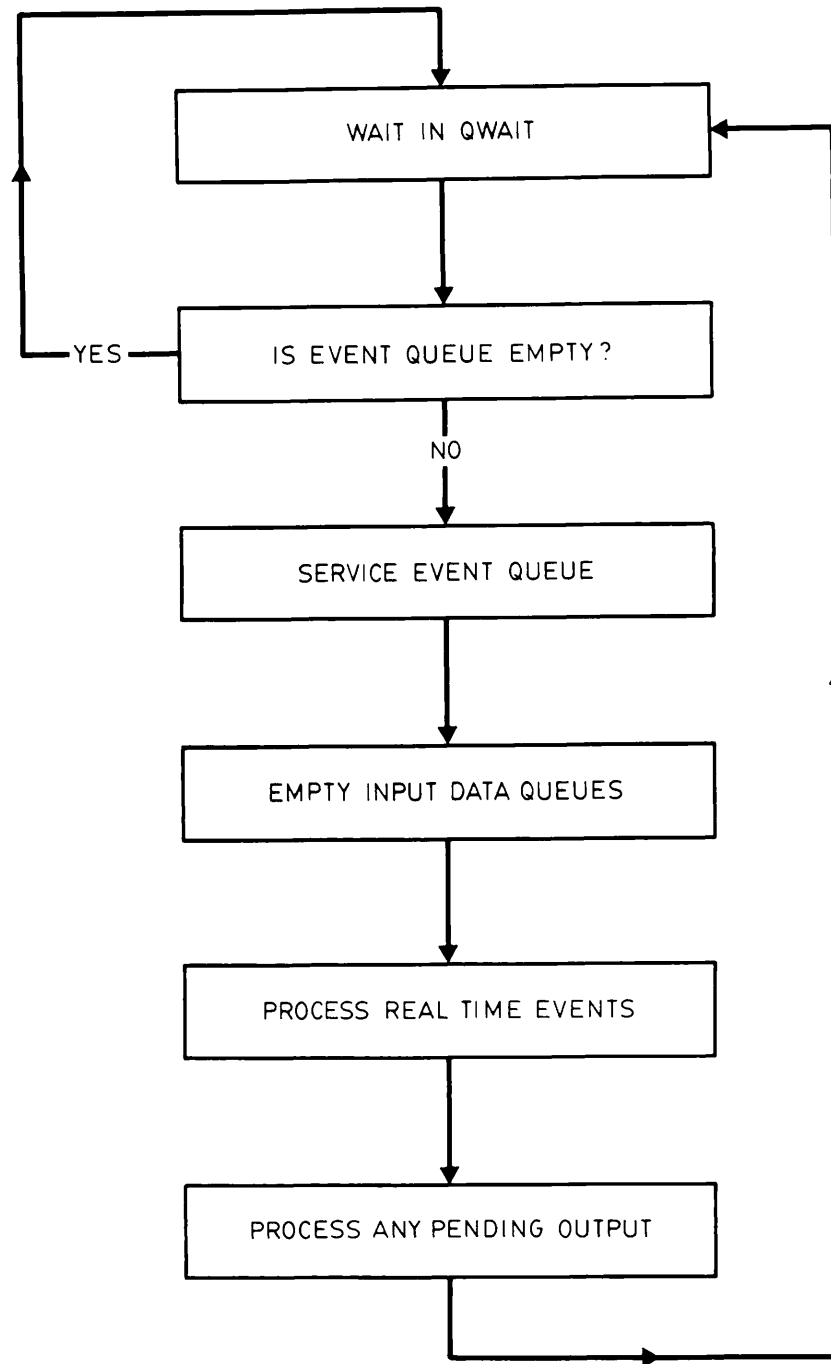 WAIT IN QWAIT
IS EVENT QUEUE EMPTY?
YES
NO
SERVICE EVENT QUEUE
EMPTY INPUT DATA QUEUES
PROCESS REAL TIME EVENTS
PROCESS ANY PENDING OUTPUT